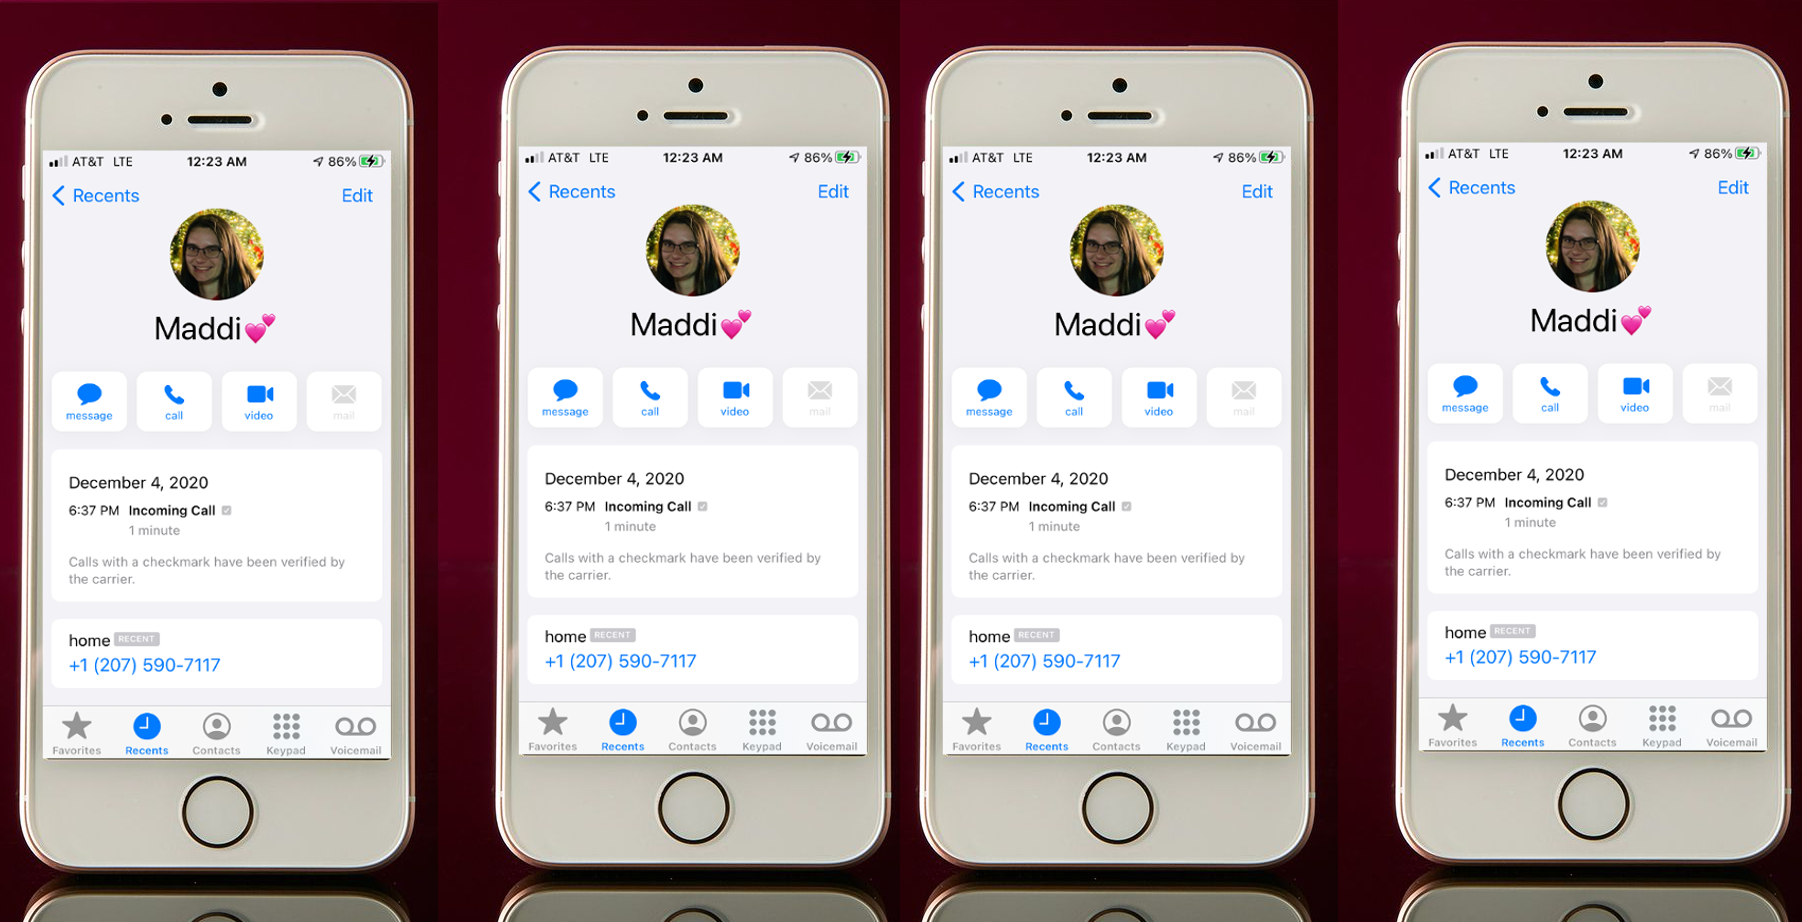 AT&T LTE 12:23 AM 86%
Recents Edit
Maddi💕
message call video mail
December 4, 2020
6:37 PM Incoming Call
1 minute
Calls with a checkmark have been verified by
the carrier.
home RECENT
+1 (207) 590-7117
Favorites Recents Contacts Keypad Voicemail
AT&T LTE 12:23 AM 86%
Recents Edit
Maddi💕
message call video mail
December 4, 2020
6:37 PM Incoming Call
1 minute
Calls with a checkmark have been verified by
the carrier.
home RECENT
+1 (207) 590-7117
Favorites Recents Contacts Keypad Voicemail
AT&T LTE 12:23 AM 86%
Recents Edit
Maddi💕
message call video mail
December 4, 2020
6:37 PM Incoming Call
1 minute
Calls with a checkmark have been verified by
the carrier.
home RECENT
+1 (207) 590-7117
Favorites Recents Contacts Keypad Voicemail
AT&T LTE 12:23 AM 86%
Recents Edit
Maddi💕
message call video mail
December 4, 2020
6:37 PM Incoming Call
1 minute
Calls with a checkmark have been verified by
the carrier.
home RECENT
+1 (207) 590-7117
Favorites Recents Contacts Keypad Voicemail